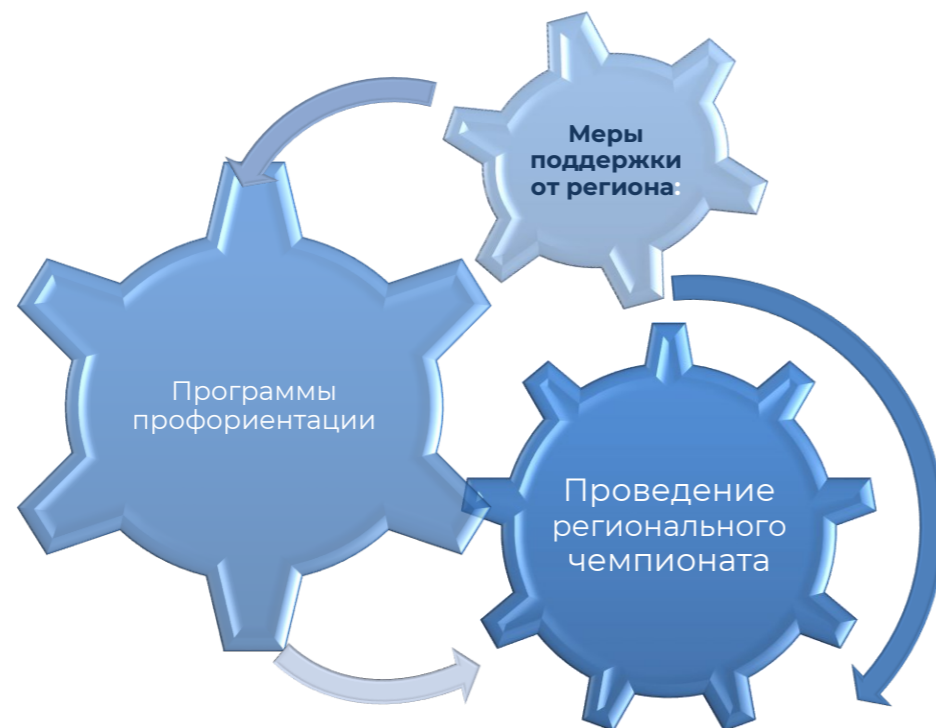 Меры
поддержки
от региона:
Программы
профориентации
Проведение
регионального
чемпионата